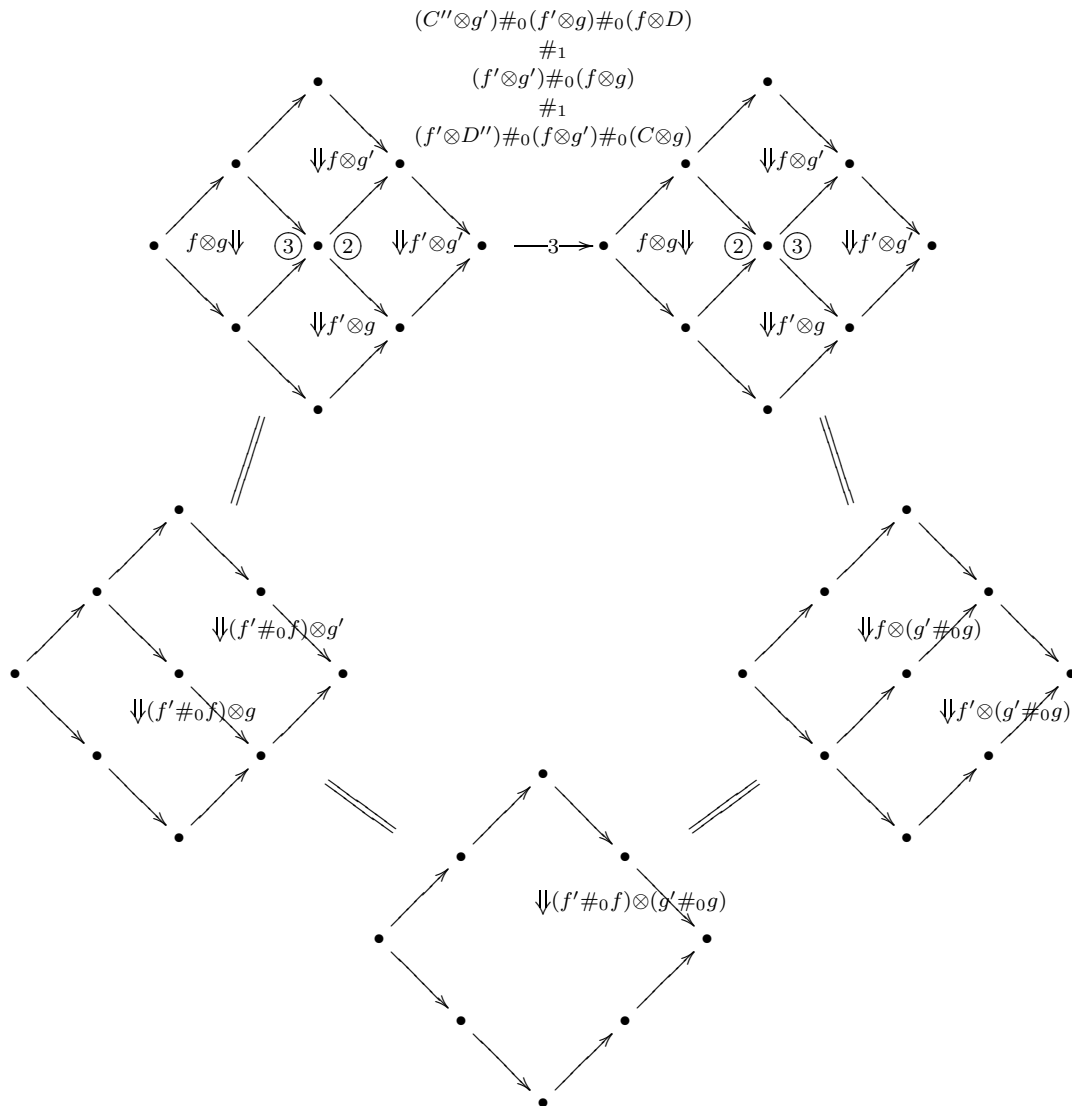 (C''⊗g')#₀(f'⊗g)#₀(f⊗D)
#₁
(f'⊗g')#₀(f⊗g)
#₁
(f'⊗D'')#₀(f⊗g')#₀(C⊗g)
⇓f⊗g'
⇓f⊗g'
f⊗g⇓ ③ ② ⇓f'⊗g'
3
f⊗g⇓ ② ③ ⇓f'⊗g'
⇓f'⊗g
⇓f'⊗g
⇓(f'#₀f)⊗g'
⇓f⊗(g'#₀g)
⇓(f'#₀f)⊗g
⇓f'⊗(g'#₀g)
⇓(f'#₀f)⊗(g'#₀g)